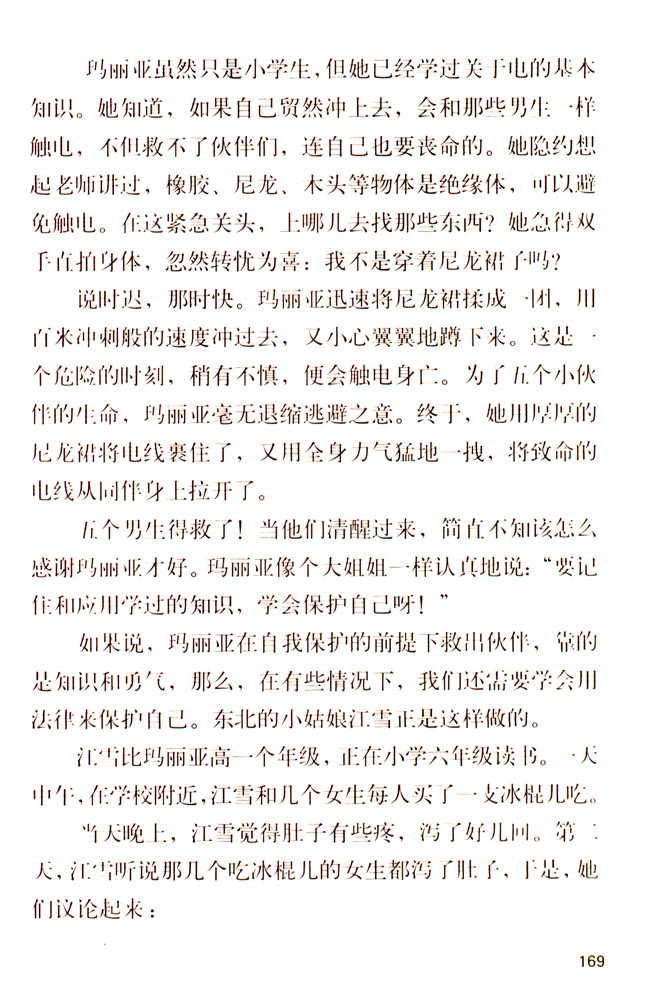 玛丽亚虽然只是小学生，但她已经学过关于电的基本
知识。她知道，如果自己贸然冲上去，会和那些男生一样
触电，不但救不了伙伴们，连自己也要丧命的。她隐约想
起老师讲过，橡胶、尼龙、木头等物体是绝缘体，可以避
免触电。在这紧急关头，上哪儿去找那些东西？她急得双
手直拍身体，忽然转忧为喜：我不是穿着尼龙裙子吗？
说时迟，那时快。玛丽亚迅速将尼龙裙揉成一团，用
百米冲刺般的速度冲过去，又小心翼翼地蹲下来。这是一
个危险的时刻，稍有不慎，便会触电身亡。为了五个小伙
伴的生命，玛丽亚毫无退缩逃避之意。终于，她用厚厚的
尼龙裙将电线裹住了，又用全身力气猛地一拽，将致命的
电线从同伴身上拉开了。
五个男生得救了！当他们清醒过来，简直不知该怎么
感谢玛丽亚才好。玛丽亚像个大姐姐一样认真地说：“要记
住和应用学过的知识，学会保护自己呀！”
如果说，玛丽亚在自我保护的前提下救出伙伴，靠的
是知识和勇气，那么，在有些情况下，我们还需要学会用
法律来保护自己。东北的小姑娘江雪正是这样做的。
江雪比玛丽亚高一个年级，正在小学六年级读书。一天
中午，在学校附近，江雪和几个女生每人买了一支冰棍儿吃。
当天晚上，江雪觉得肚子有些疼，泻了好几回。第二
天，江雪听说那几个吃冰棍儿的女生都泻了肚子，于是，她
们议论起来：
169